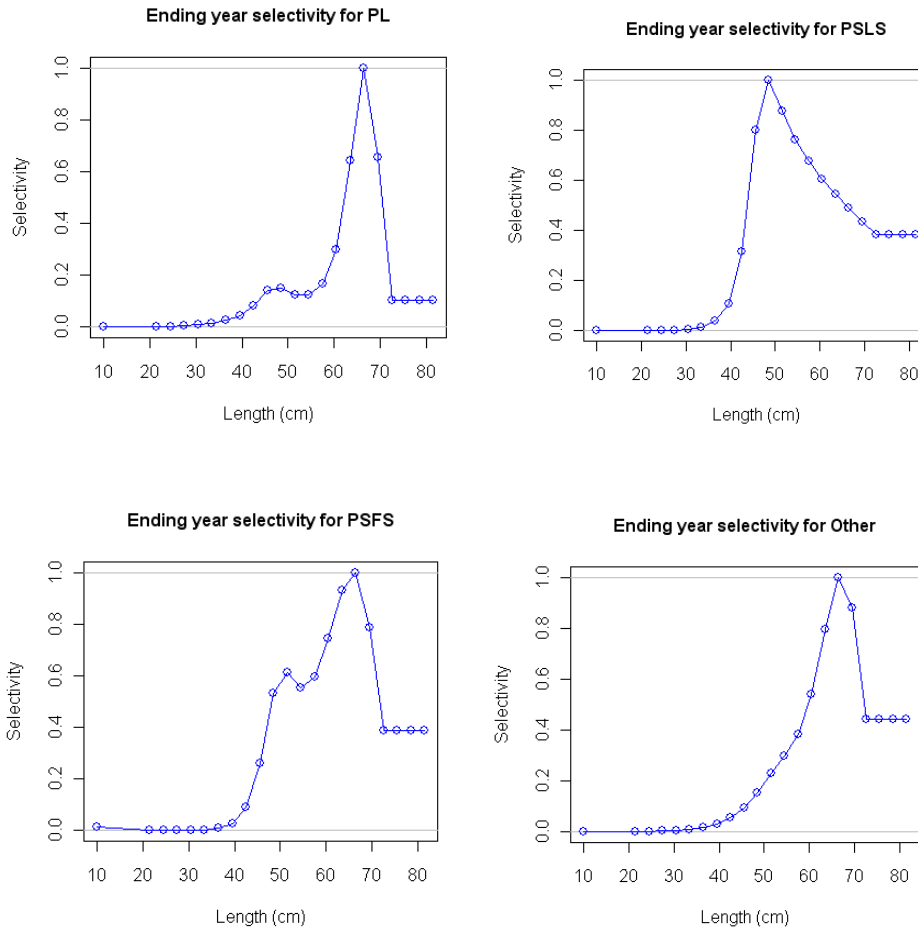 Ending year selectivity for PL
Selectivity
0.0 0.2 0.4 0.6 0.8 1.0
10 20 30 40 50 60 70 80
Length (cm)
Ending year selectivity for PSLS
Selectivity
0.0 0.2 0.4 0.6 0.8 1.0
10 20 30 40 50 60 70 80
Length (cm)
Ending year selectivity for PSFS
Selectivity
0.0 0.2 0.4 0.6 0.8 1.0
10 20 30 40 50 60 70 80
Length (cm)
Ending year selectivity for Other
Selectivity
0.0 0.2 0.4 0.6 0.8 1.0
10 20 30 40 50 60 70 80
Length (cm)